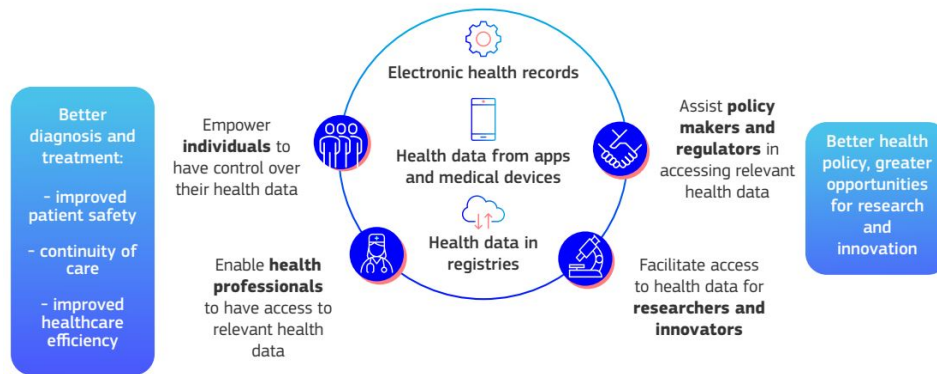 Better
diagnosis and
treatment:
– improved
patient safety
– continuity of
care
– improved
healthcare
efficiency
Empower
individuals to
have control over
their health data
Enable health
professionals
to have access to
relevant health
data
Electronic health records
Health data from apps
and medical devices
Health data in
registries
Assist policy
makers and
regulators in
accessing relevant
health data
Facilitate access
to health data for
researchers and
innovators
Better health
policy, greater
opportunities
for research
and
innovation